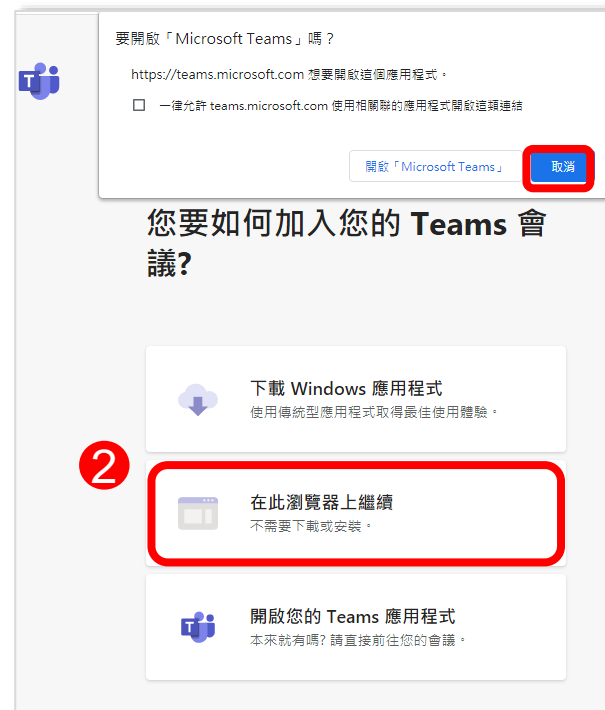 要開啟「Microsoft Teams」嗎？
https://teams.microsoft.com 想要開啟這個應用程式。
一律允許 teams.microsoft.com 使用相關聯的應用程式開啟這類連結
開啟「Microsoft Teams」
取消
您要如何加入您的 Teams 會
議?
下載 Windows 應用程式
使用傳統型應用程式取得最佳使用體驗。
2
在此瀏覽器上繼續
不需要下載或安裝。
開啟您的 Teams 應用程式
本來就有嗎? 請直接前往您的會議。